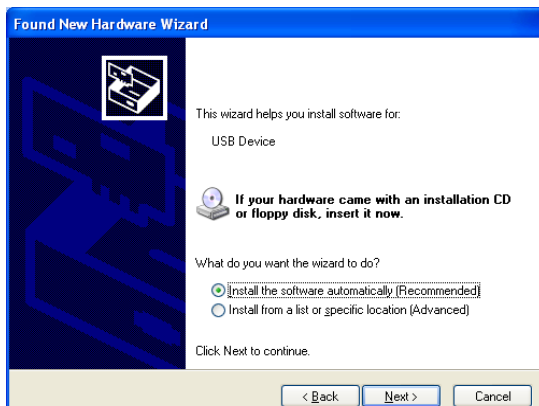 Found New Hardware Wizard
This wizard helps you install software for:
USB Device
If your hardware came with an installation CD
or floppy disk, insert it now.
What do you want the wizard to do?
Install the software automatically (Recommended)
Install from a list or specific location (Advanced)
Click Next to continue.
< Back
Next >
Cancel